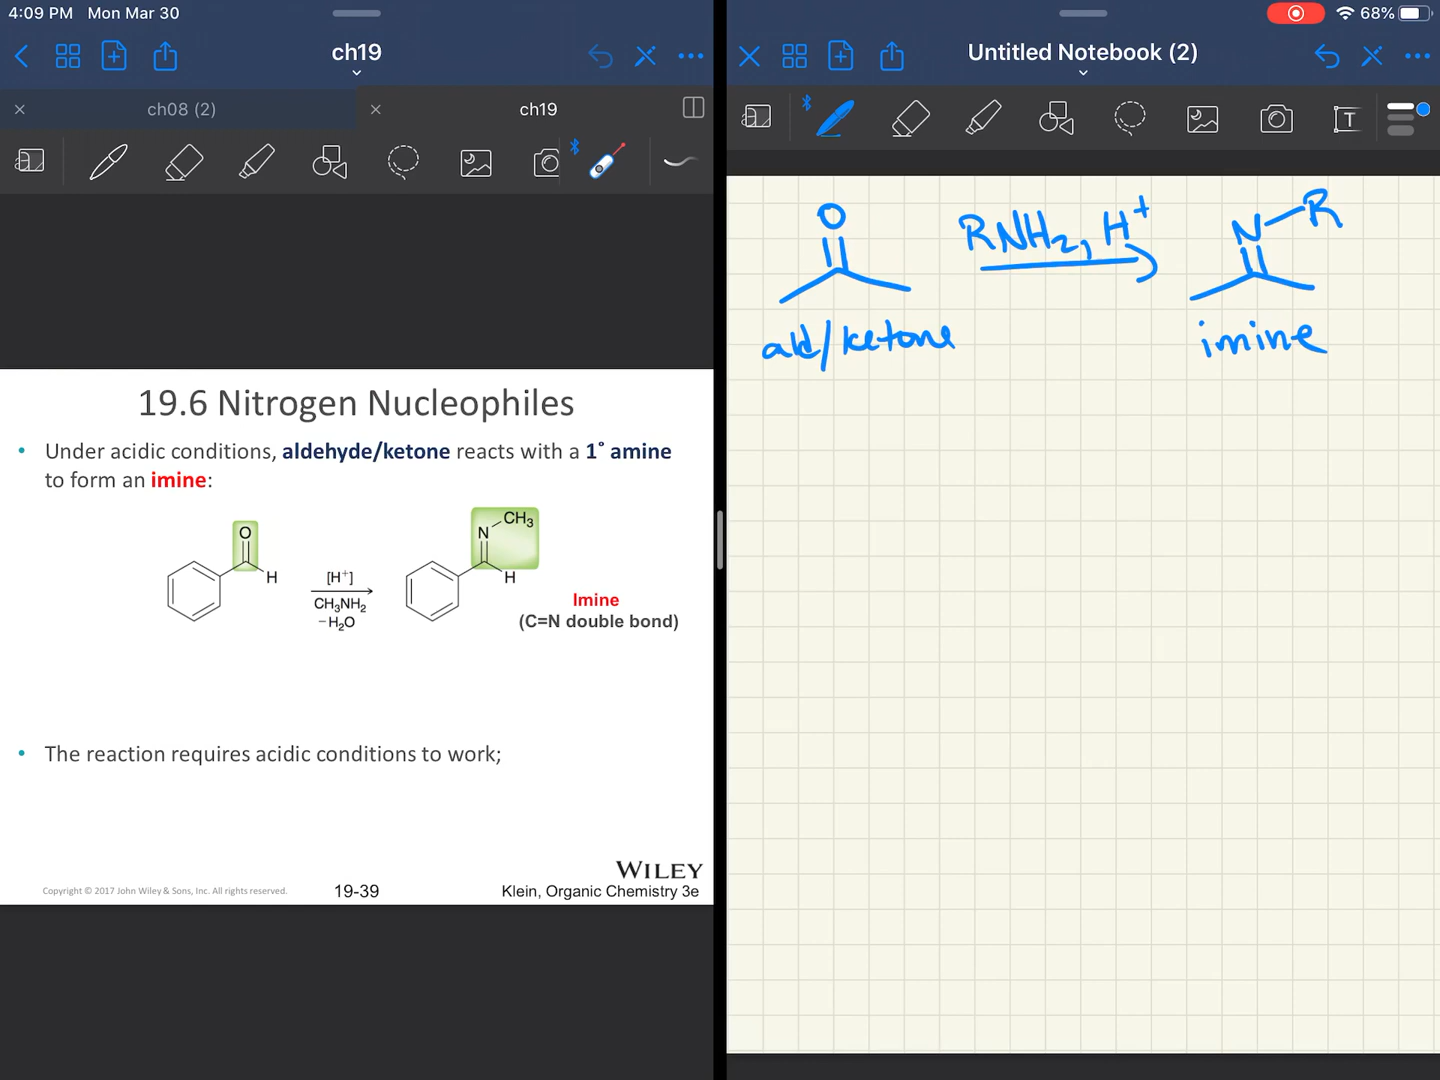 4:09 PM Mon Mar 30
68%
ch19
Untitled Notebook (2)
ch08 (2)
ch19
T
19.6 Nitrogen Nucleophiles
• Under acidic conditions, aldehyde/ketone reacts with a 1° amine
to form an imine:
O
H
[H⁺]
CH₃NH₂
−H₂O
N
CH₃
H
Imine
(C=N double bond)
• The reaction requires acidic conditions to work;
WILEY
Copyright © 2017 John Wiley & Sons, Inc. All rights reserved.
19-39
Klein, Organic Chemistry 3e
O
RNH₂, H⁺
N-R
ald/ketone
imine